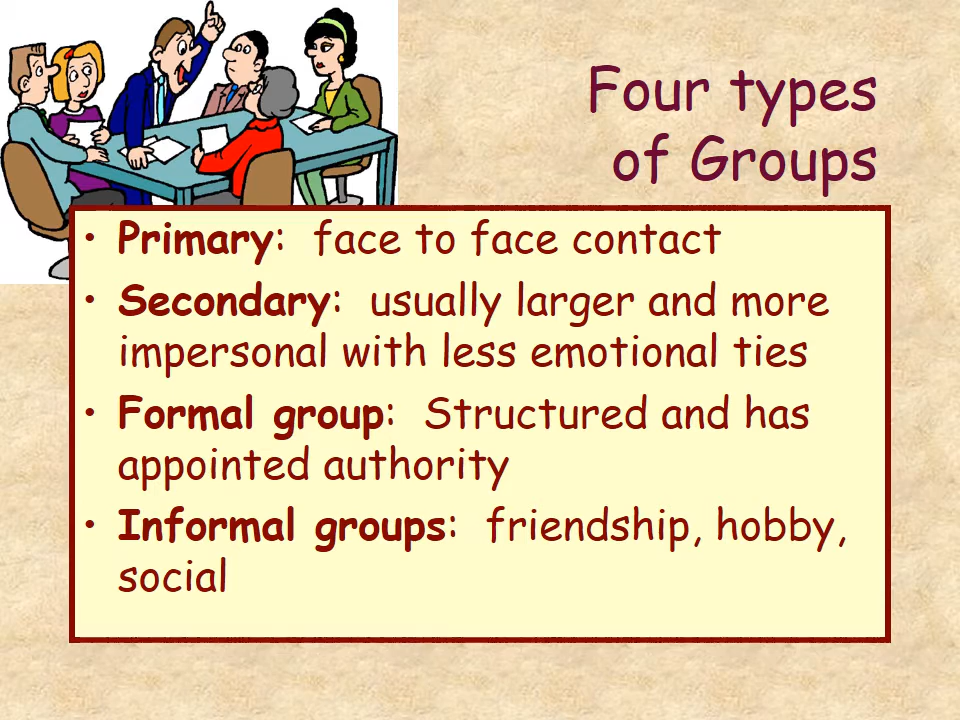 Four types
of Groups
• Primary: face to face contact
• Secondary: usually larger and more
impersonal with less emotional ties
• Formal group: Structured and has
appointed authority
• Informal groups: friendship, hobby,
social